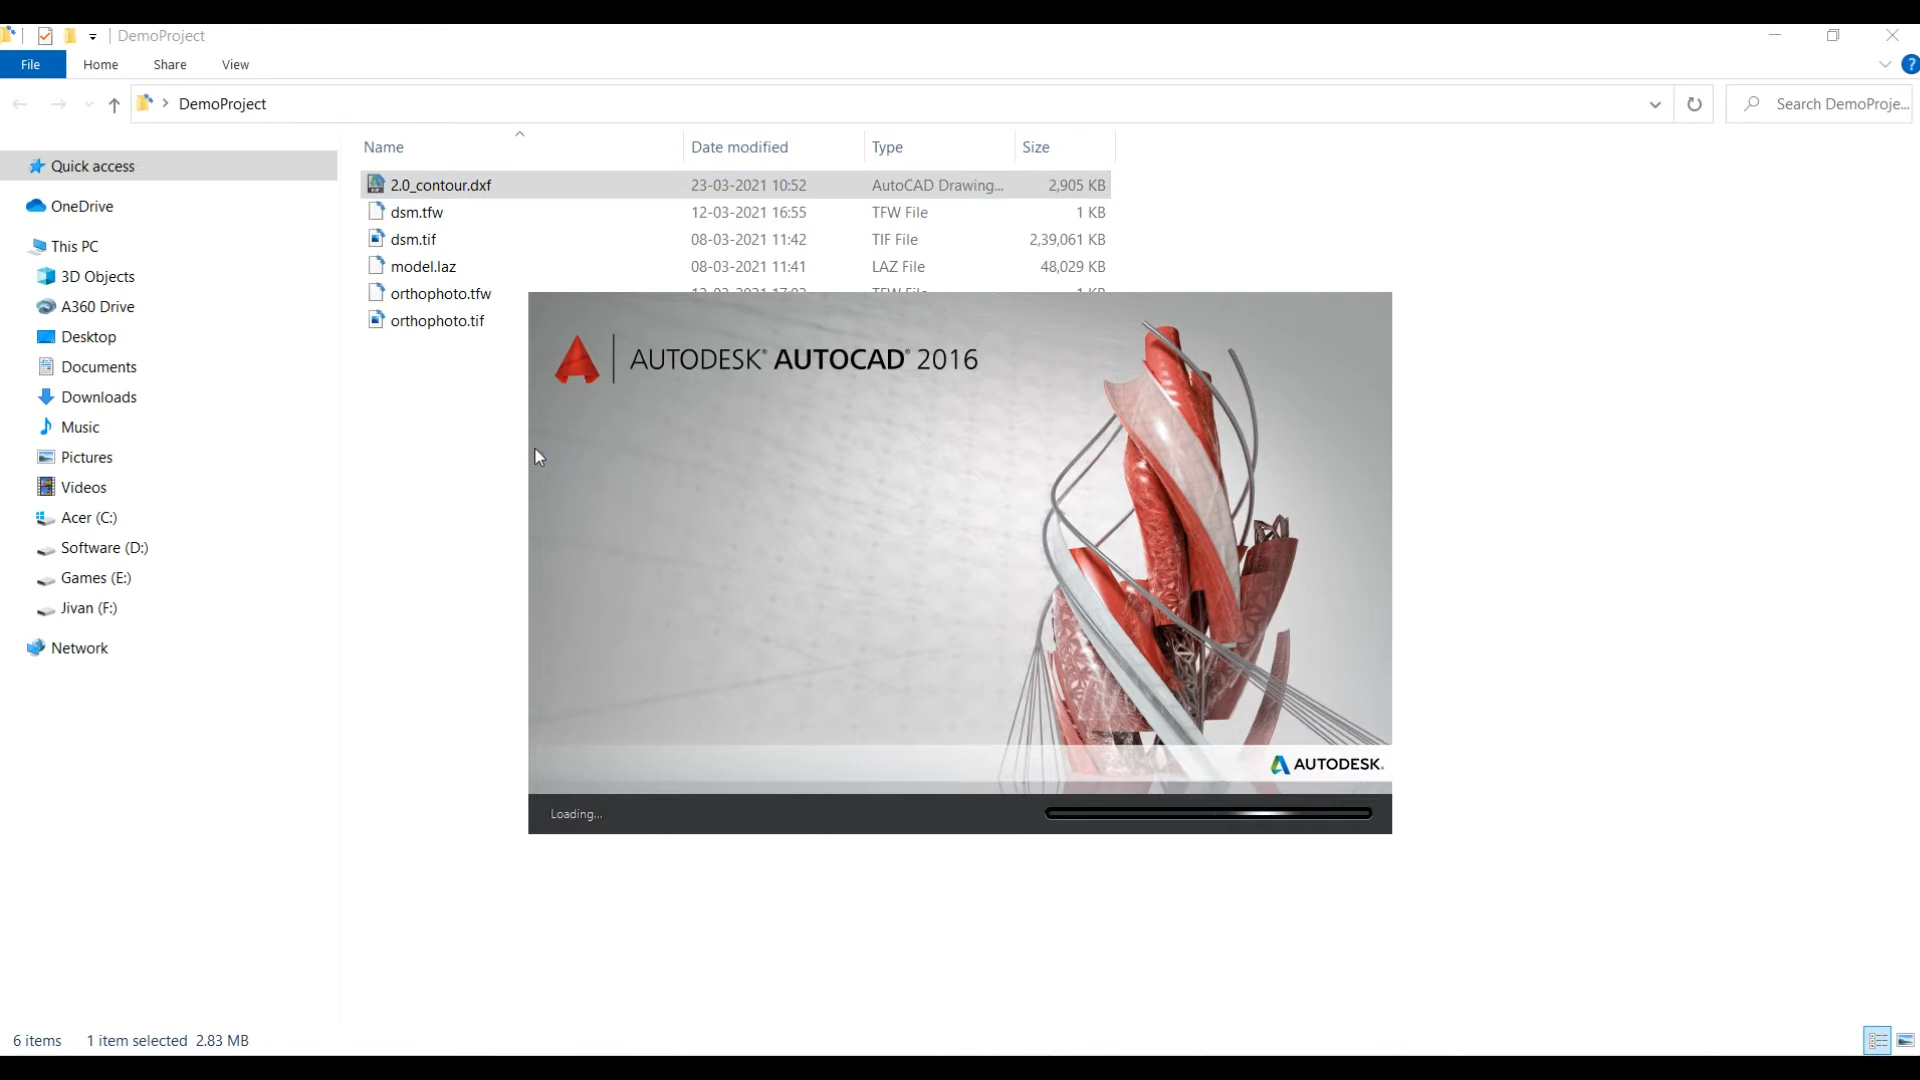 DemoProject
File Home Share View
DemoProject
Search DemoProje...
Name Date modified Type Size
Quick access
OneDrive
This PC
3D Objects
A360 Drive
Desktop
Documents
Downloads
Music
Pictures
Videos
Acer (C:)
Software (D:)
Games (E:)
Jivan (F:)
Network
2.0_contour.dxf 23-03-2021 10:52 AutoCAD Drawing... 2,905 KB
dsm.tfw 12-03-2021 16:55 TFW File 1 KB
dsm.tif 08-03-2021 11:42 TIF File 2,39,061 KB
model.laz 08-03-2021 11:41 LAZ File 48,029 KB
orthophoto.tfw
orthophoto.tif
AUTODESK® AUTOCAD® 2016
AUTODESK.
Loading...
6 items 1 item selected 2.83 MB